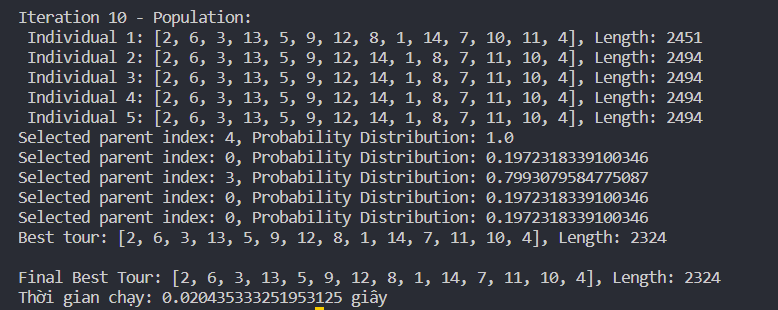 Iteration 10 - Population:
Individual 1: [2, 6, 3, 13, 5, 9, 12, 8, 1, 14, 7, 10, 11, 4], Length: 2451
Individual 2: [2, 6, 3, 13, 5, 9, 12, 14, 1, 8, 7, 11, 10, 4], Length: 2494
Individual 3: [2, 6, 3, 13, 5, 9, 12, 14, 1, 8, 7, 11, 10, 4], Length: 2494
Individual 4: [2, 6, 3, 13, 5, 9, 12, 14, 1, 8, 7, 11, 10, 4], Length: 2494
Individual 5: [2, 6, 3, 13, 5, 9, 12, 14, 1, 8, 7, 11, 10, 4], Length: 2494
Selected parent index: 4, Probability Distribution: 1.0
Selected parent index: 0, Probability Distribution: 0.1972318339100346
Selected parent index: 3, Probability Distribution: 0.7993079584775087
Selected parent index: 0, Probability Distribution: 0.1972318339100346
Selected parent index: 0, Probability Distribution: 0.1972318339100346
Best tour: [2, 6, 3, 13, 5, 9, 12, 8, 1, 14, 7, 11, 10, 4], Length: 2324
Final Best Tour: [2, 6, 3, 13, 5, 9, 12, 8, 1, 14, 7, 11, 10, 4], Length: 2324
Thời gian chạy: 0.020435333251953125 giây